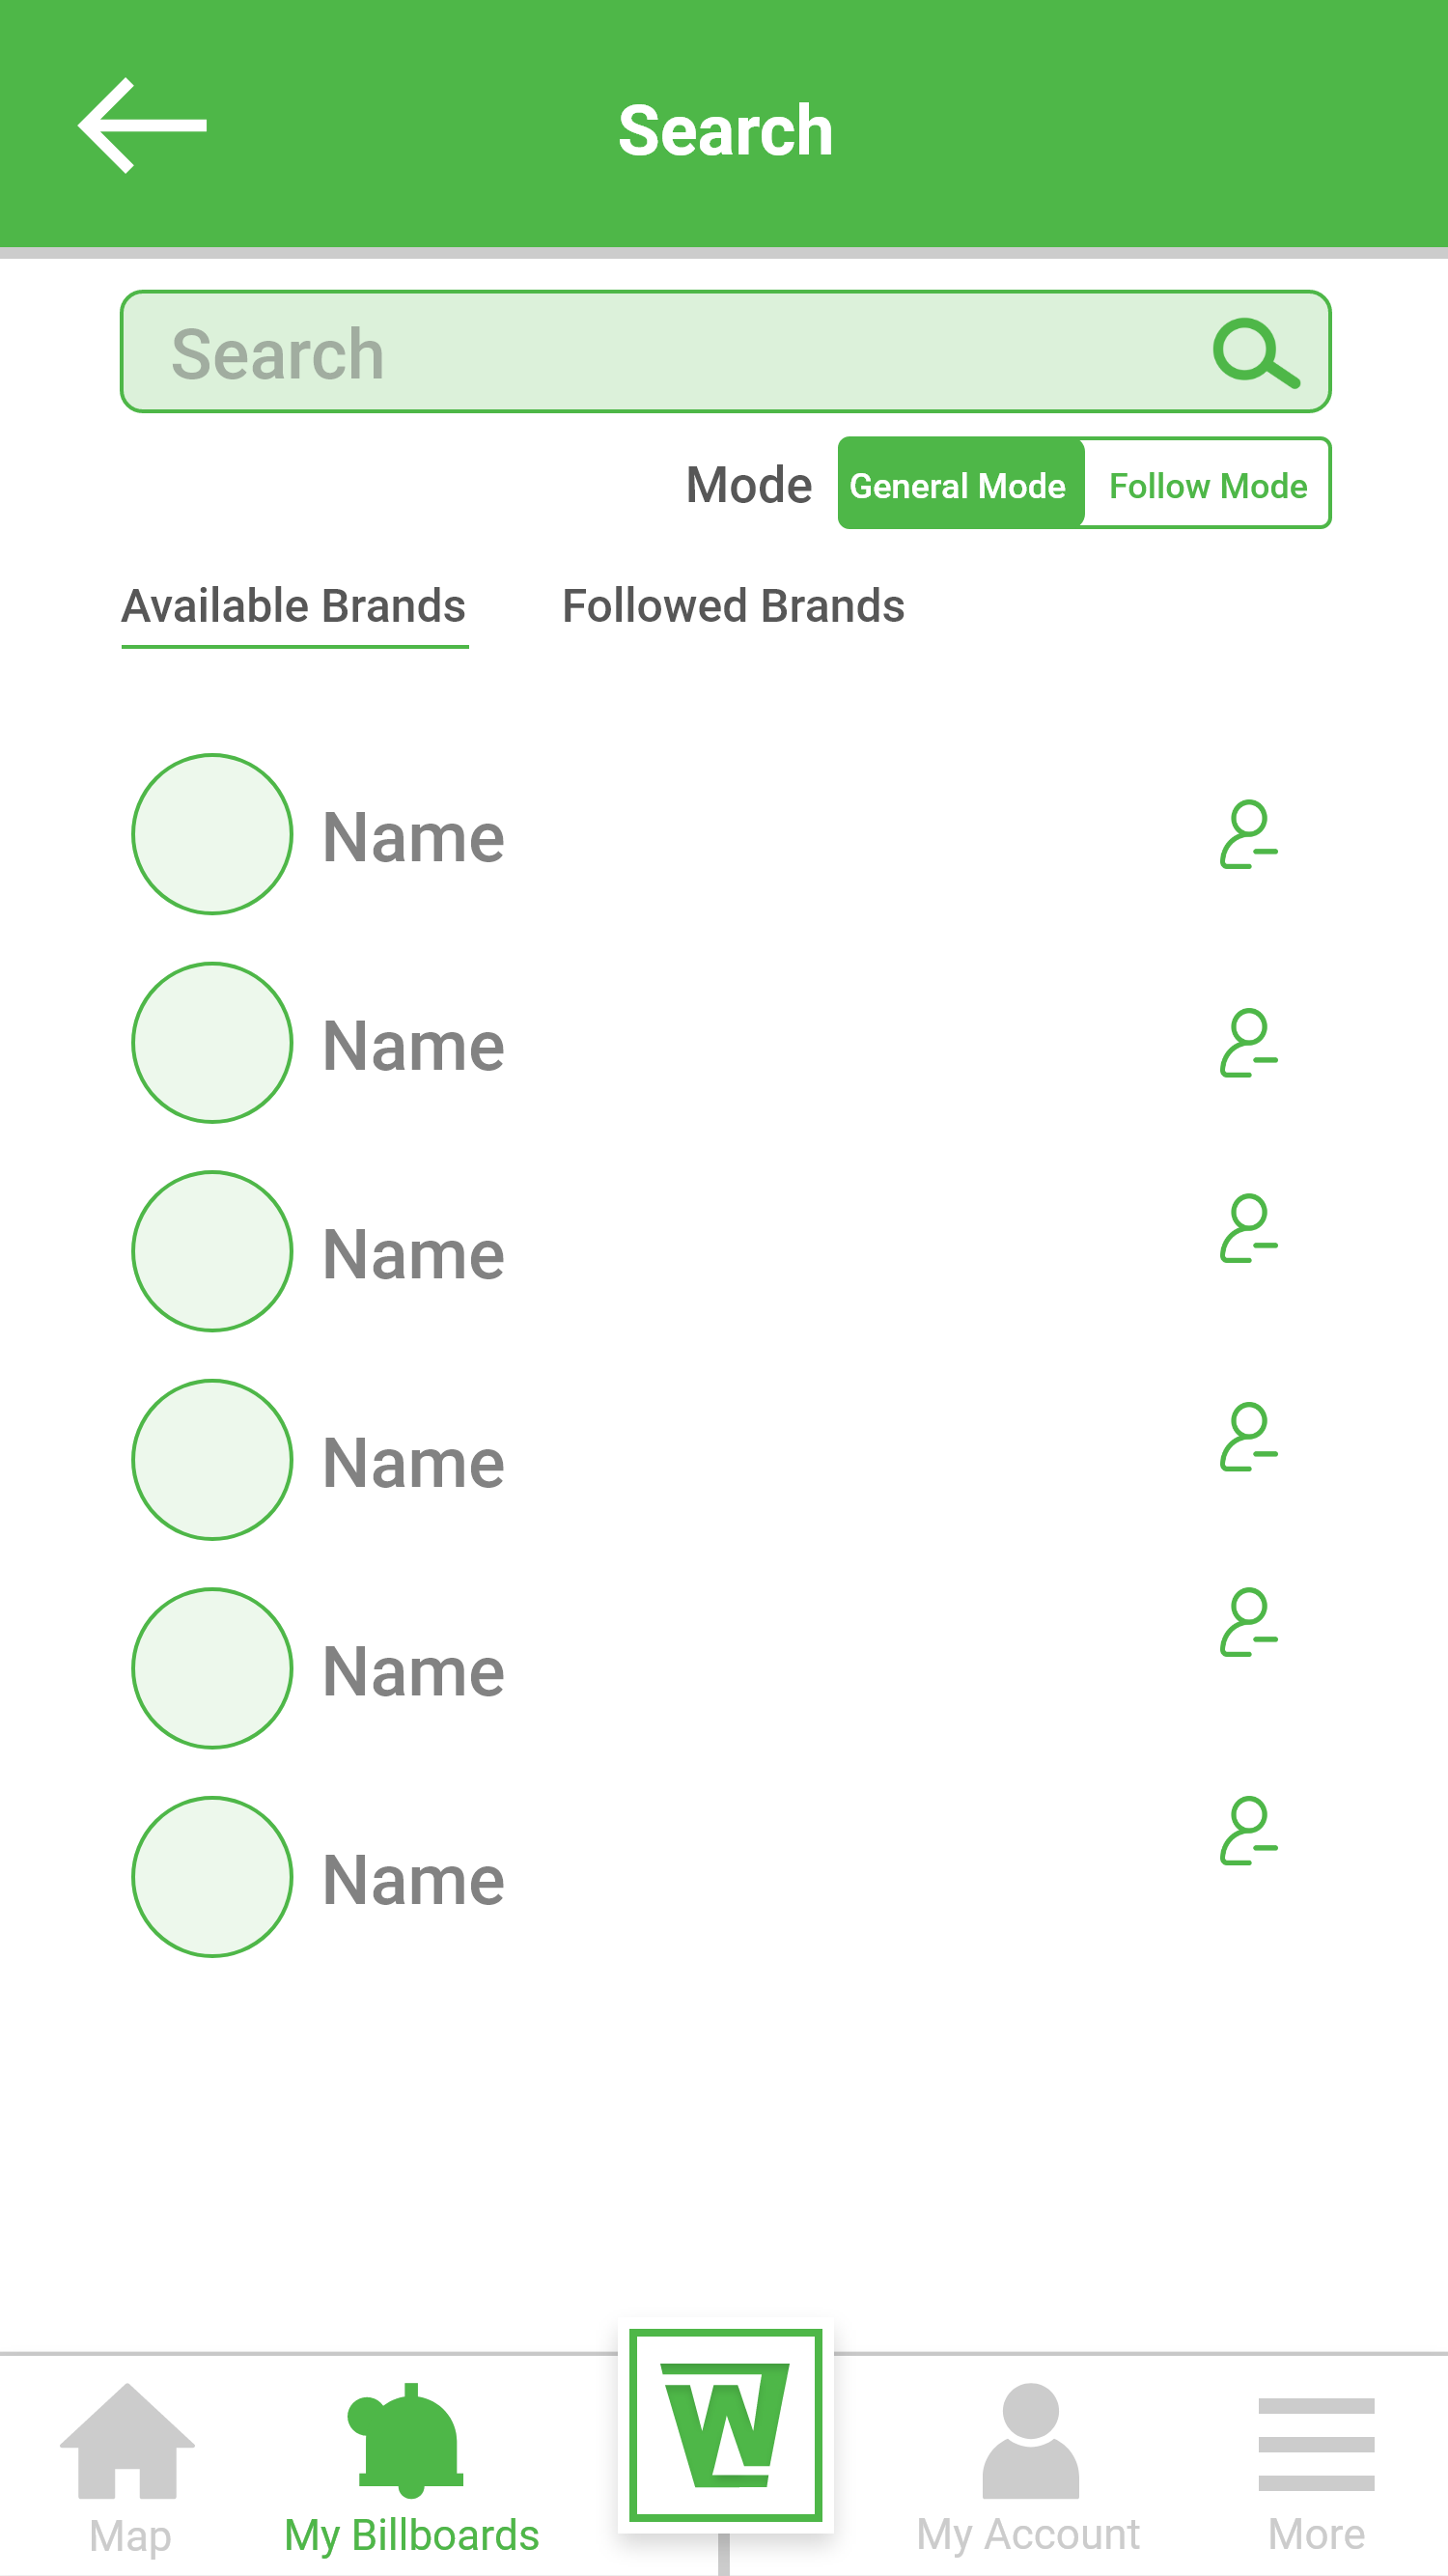 Search
Search
Mode General Mode Follow Mode
Available Brands Followed Brands
Name
Name
Name
Name
Name
Name
W
Map My Billboards My Account More